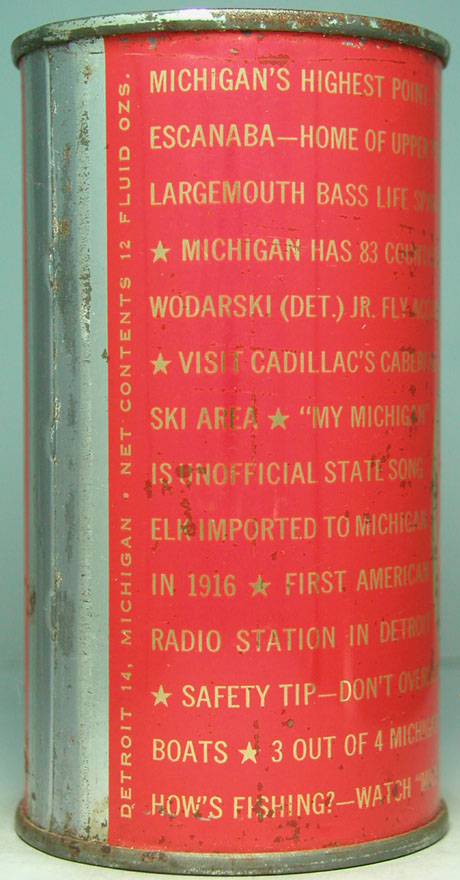 MICHIGAN'S HIGHEST POINT
ESCANABA—HOME OF UPPER
LARGEMOUTH BASS LIFE
★ MICHIGAN HAS 83
WODARSKI (DET.) JR. FLY
★ VISIT CADILLAC'S
SKI AREA ★ "MY MICHIGAN"
IS UNOFFICIAL STATE SONG
ELK IMPORTED TO MICHIGAN
IN 1916 ★ FIRST AMERICAN
RADIO STATION IN DETROIT
★ SAFETY TIP—DON'T
BOATS ★ 3 OUT OF 4
HOW'S FISHING?—WATCH
DETROIT 14, MICHIGAN • NET CONTENTS 12 FLUID OZS.